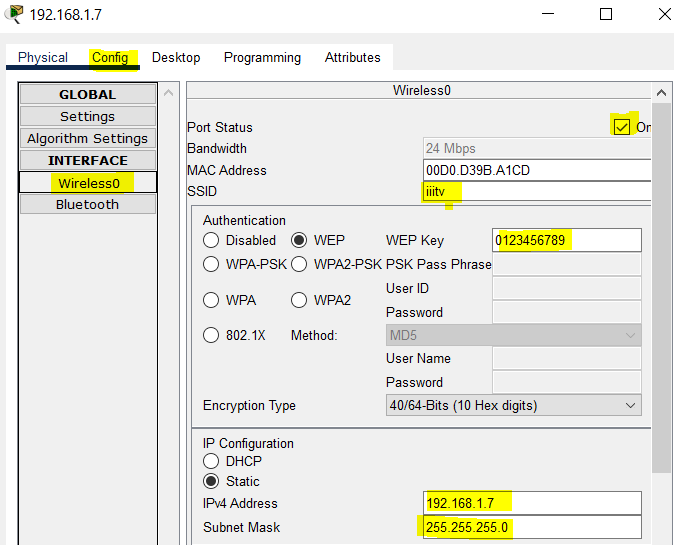 192.168.1.7
Physical Config Desktop Programming Attributes
GLOBAL
Settings
Algorithm Settings
INTERFACE
Wireless0
Bluetooth
Wireless0
Port Status On
Bandwidth 24 Mbps
MAC Address 00D0.D39B.A1CD
SSID iiitv
Authentication
Disabled WEP WEP Key 0123456789
WPA-PSK WPA2-PSK PSK Pass Phrase
User ID
WPA WPA2
Password
802.1X Method: MD5
User Name
Password
Encryption Type 40/64-Bits (10 Hex digits)
IP Configuration
DHCP
Static
IPv4 Address 192.168.1.7
Subnet Mask 255.255.255.0